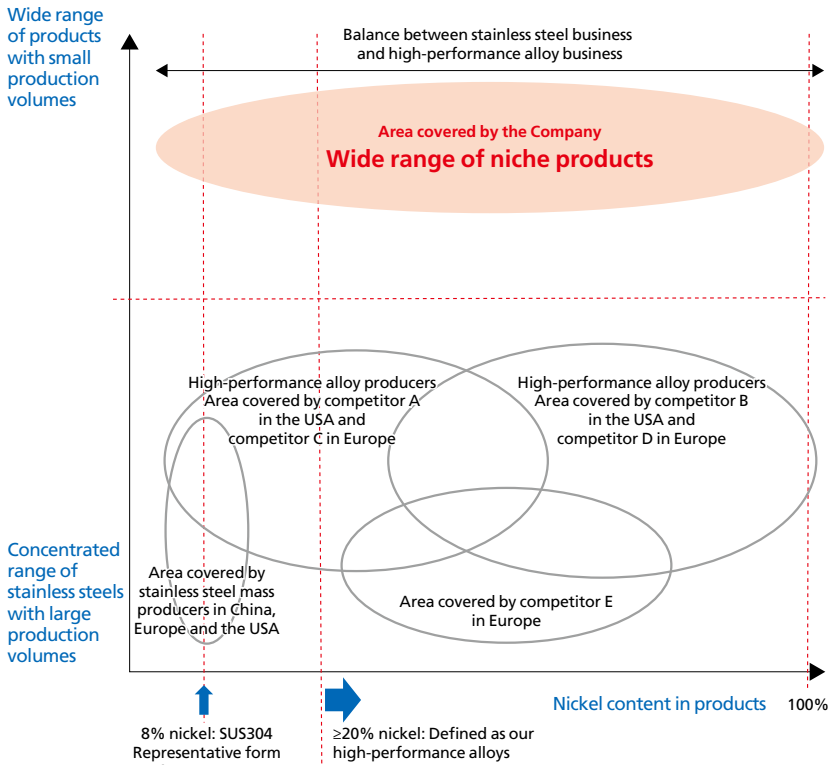 Wide range
of products
with small
production
volumes
Balance between stainless steel business
and high-performance alloy business
Area covered by the Company
Wide range of niche products
High-performance alloy producers
Area covered by competitor A
in the USA and
competitor C in Europe
High-performance alloy producers
Area covered by competitor B
in the USA and
competitor D in Europe
Concentrated
range of
stainless steels
with large
production
volumes
Area covered by
stainless steel mass
producers in China,
Europe and the USA
Area covered by competitor E
in Europe
Nickel content in products
100%
8% nickel: SUS304
Representative form
≥20% nickel: Defined as our
high-performance alloys